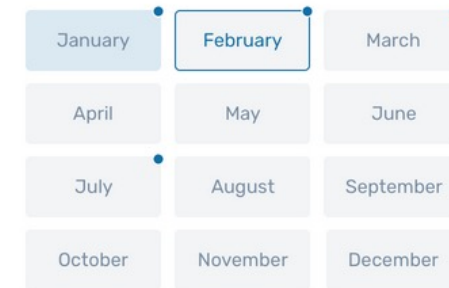 January February March
April May June
July August September
October November December